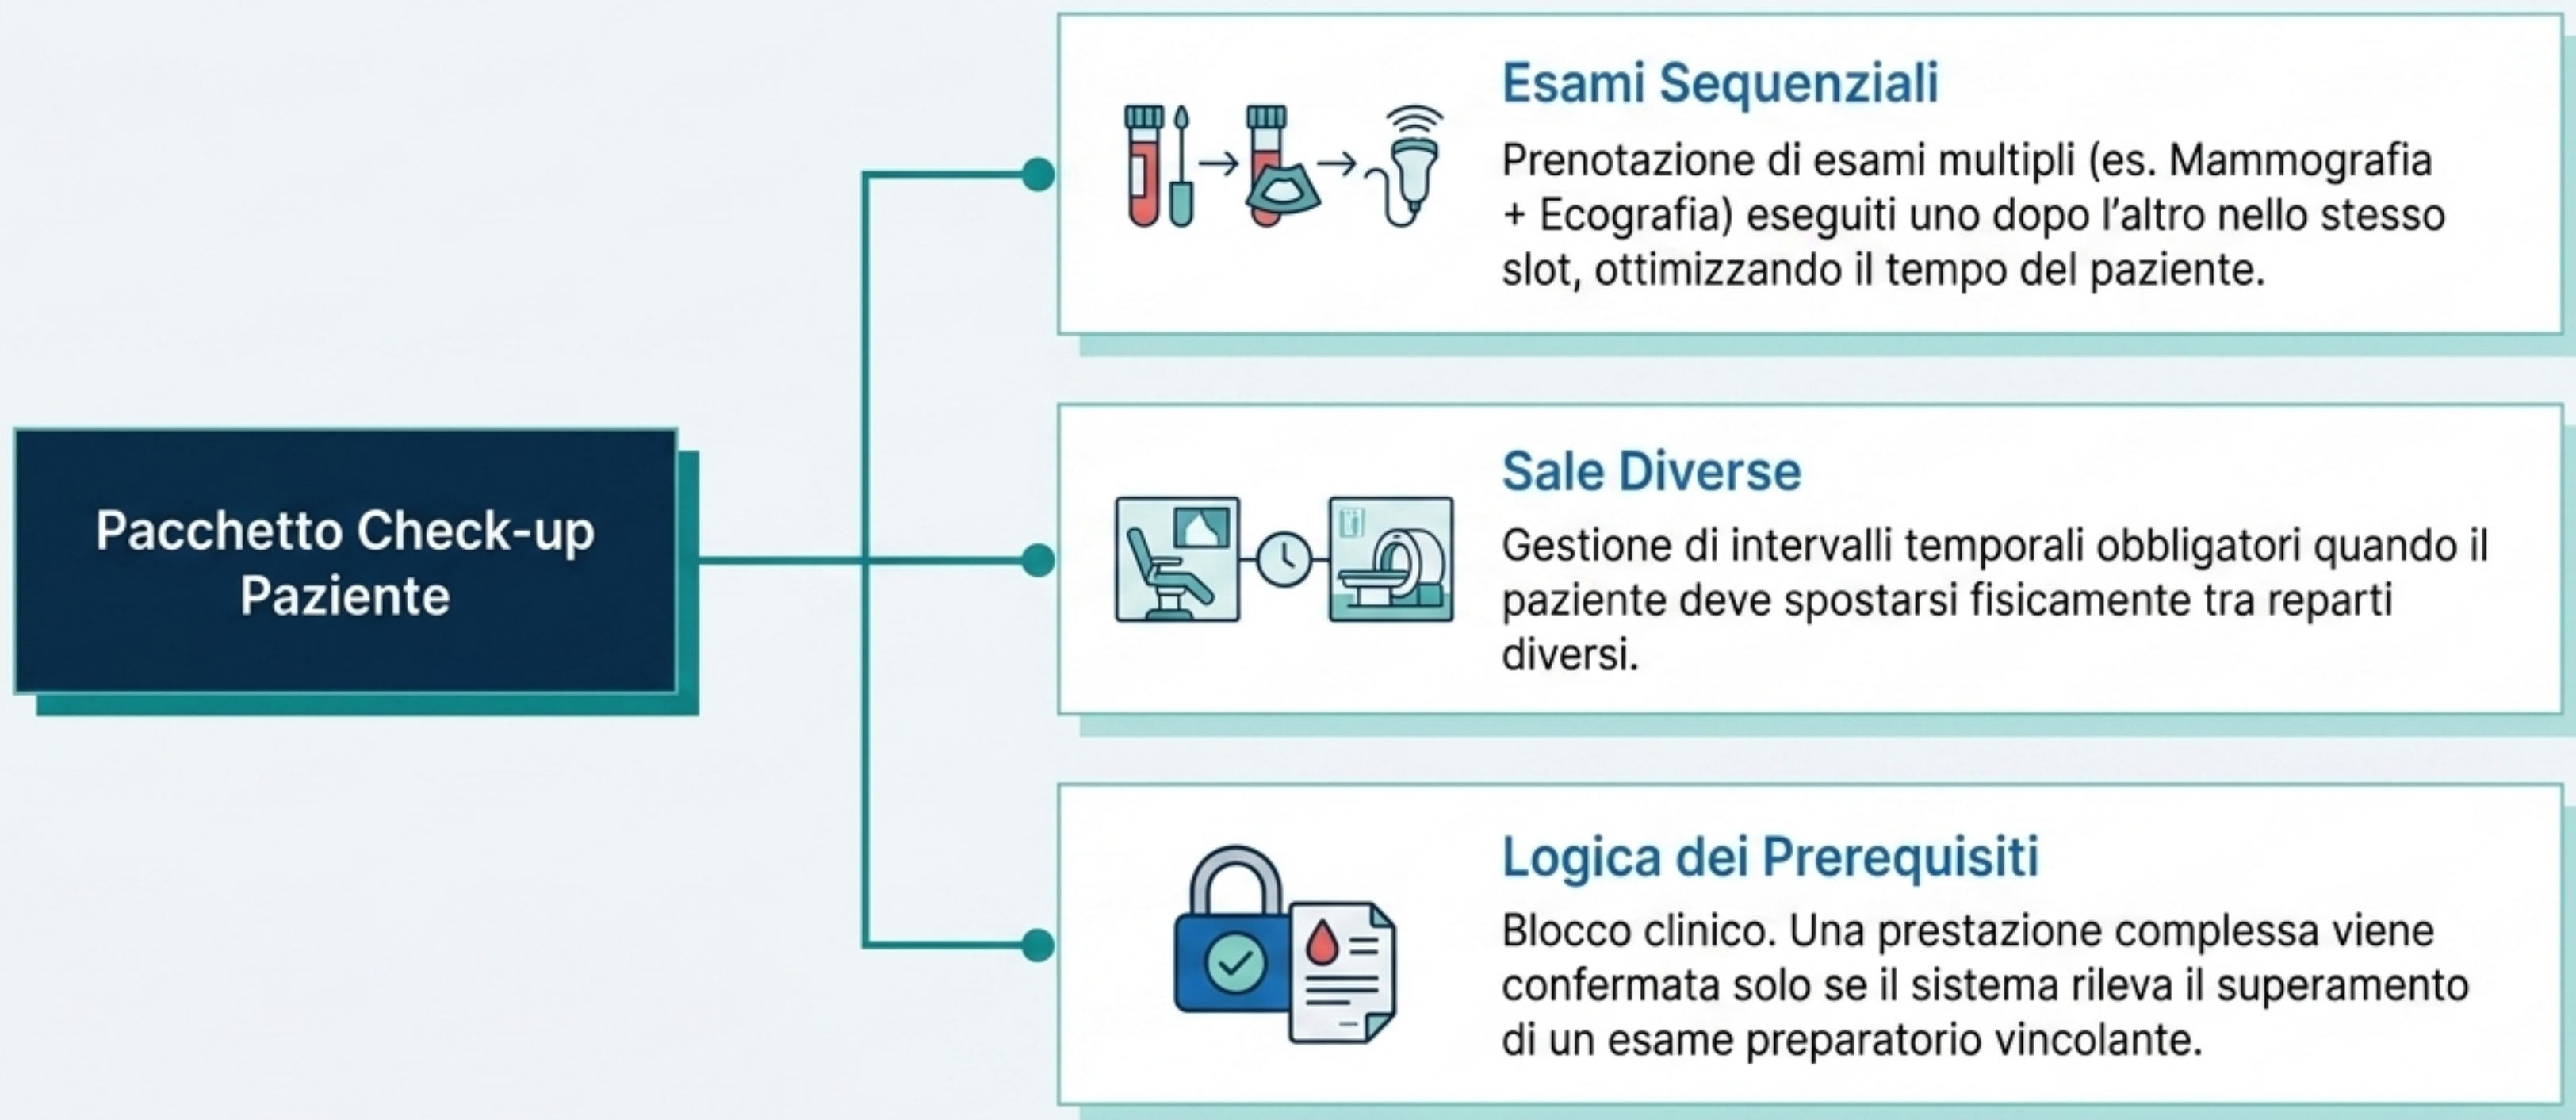 Pacchetto Check-up
Paziente
Esami Sequenziali
Prenotazione di esami multipli (es. Mammografia
+ Ecografia) eseguiti uno dopo l'altro nello stesso
slot, ottimizzando il tempo del paziente.
Sale Diverse
Gestione di intervalli temporali obbligatori quando il
paziente deve spostarsi fisicamente tra reparti
diversi.
Logica dei Prerequisiti
Blocco clinico. Una prestazione complessa viene
confermata solo se il sistema rileva il superamento
di un esame preparatorio vincolante.